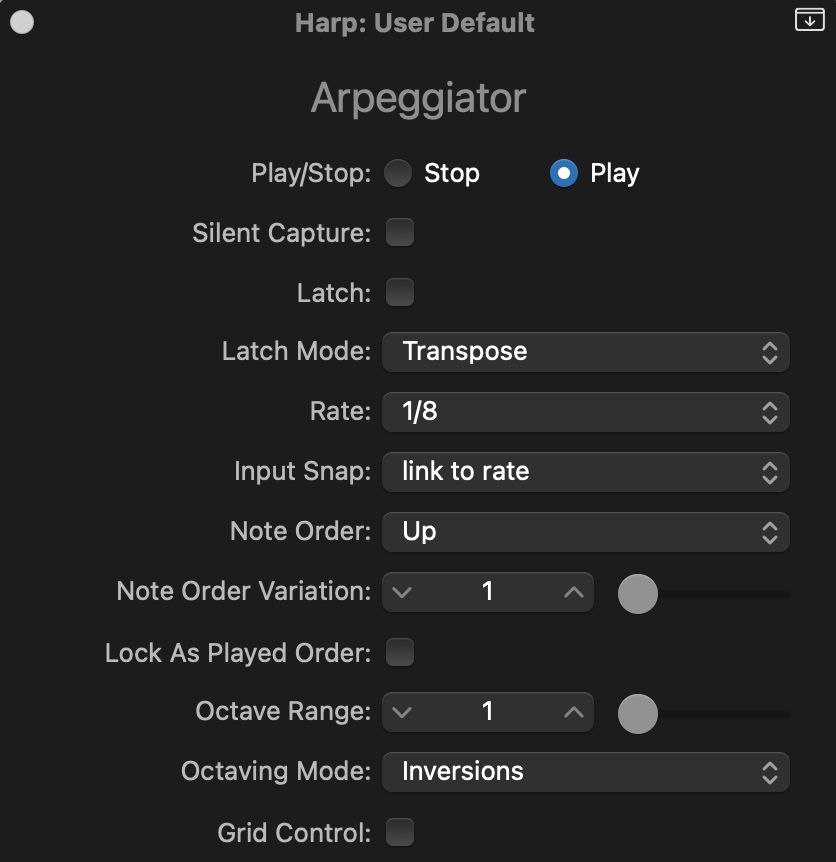 Harp: User Default
Arpeggiator
Play/Stop: Stop Play
Silent Capture:
Latch:
Latch Mode: Transpose
Rate: 1/8
Input Snap: link to rate
Note Order: Up
Note Order Variation: 1
Lock As Played Order:
Octave Range: 1
Octaving Mode: Inversions
Grid Control: